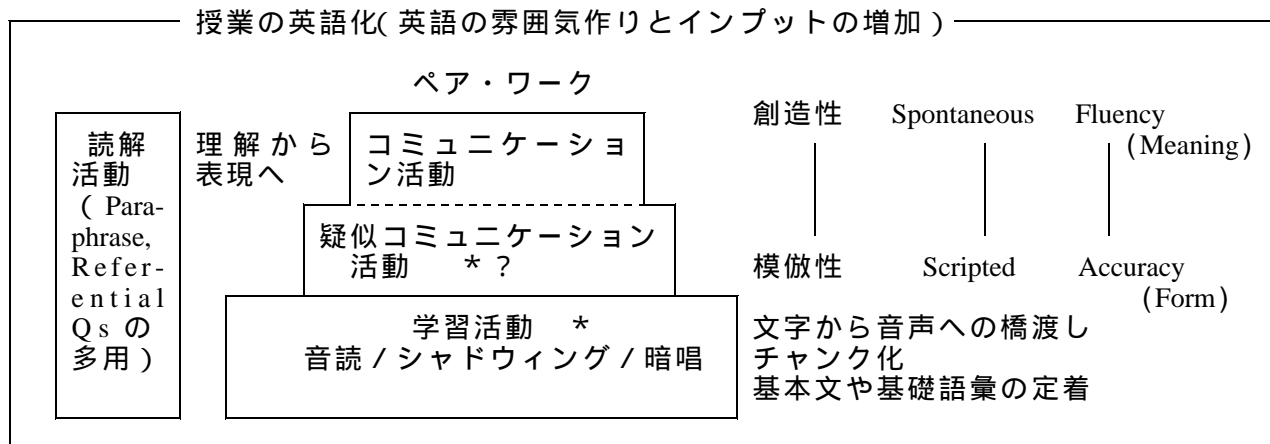 授業の英語化(英語の雰囲気作りとインプットの増加)
ペア・ワーク
読解
活動
( Para-
phrase,
Refer-
ential
Qs の
多用)
理解から
表現へ
コミュニケーショ
ン活動
疑似コミュニケーション
活動 *?
学習活動 *
音読/シャドウィング/暗唱
創造性 Spontaneous Fluency
(Meaning)
模倣性 Scripted Accuracy
(Form)
文字から音声への橋渡し
チャンク化
基本文や基礎語彙の定着